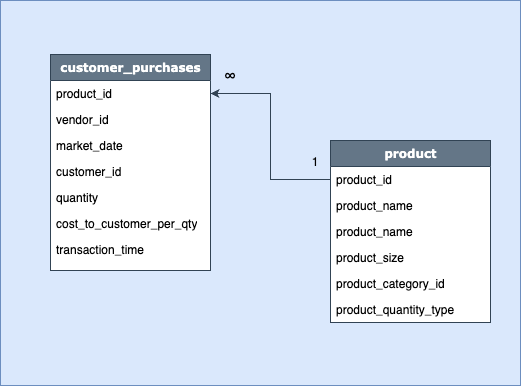 customer_purchases
∞
product_id
vendor_id
market_date
customer_id
quantity
cost_to_customer_per_qty
transaction_time
1
product
product_id
product_name
product_name
product_size
product_category_id
product_quantity_type